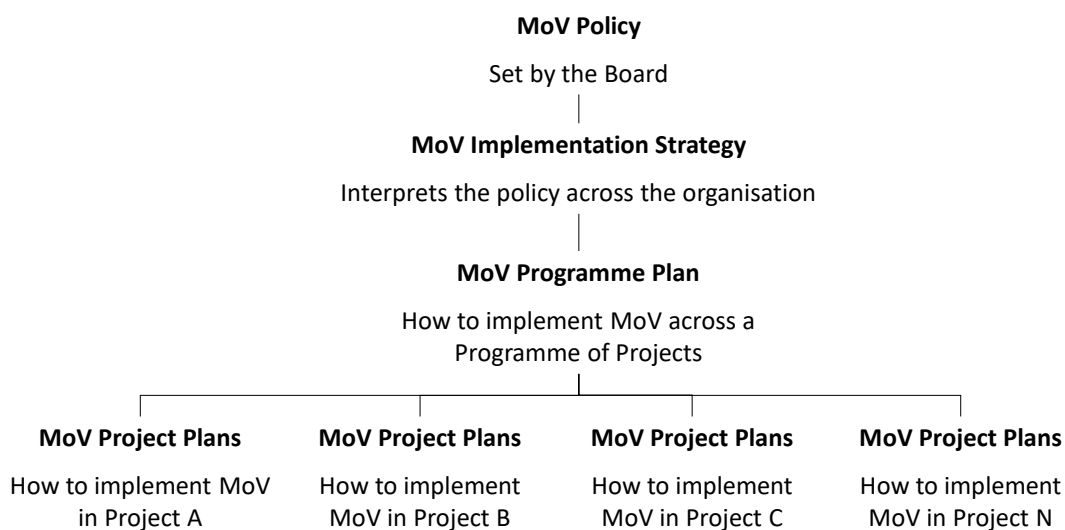 MoV Policy
Set by the Board
MoV Implementation Strategy
Interprets the policy across the organisation
MoV Programme Plan
How to implement MoV across a
Programme of Projects
MoV Project Plans
How to implement MoV
in Project A
MoV Project Plans
How to implement
MoV in Project B
MoV Project Plans
How to implement
MoV in Project C
MoV Project Plans
How to implement
MoV in Project N